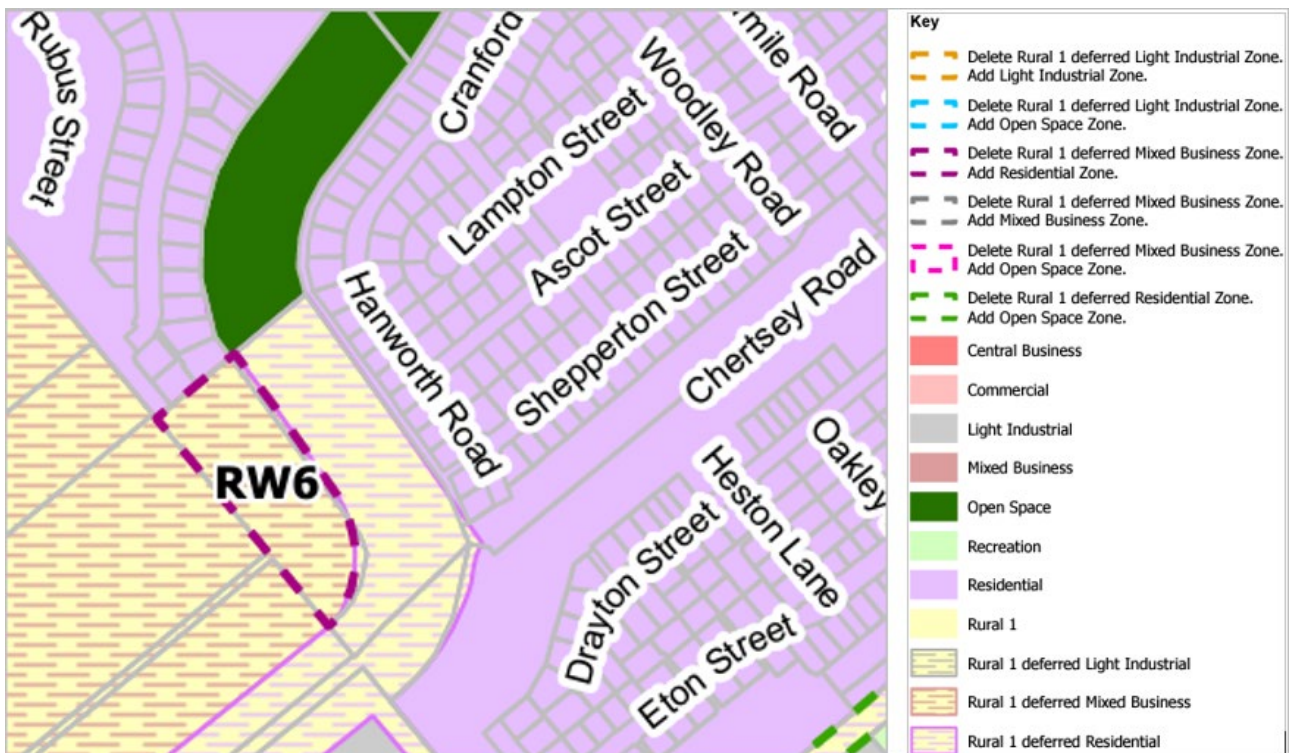 Rubus Street
Cranford
Lampton Street
Woodley Road
mile Road
Ascot Street
Shepperton Street
Hanworth Road
Chertsey Road
RW6
Heston Lane
Oakley
Drayton Street
Eton Street
Key
Delete Rural 1 deferred Light Industrial Zone.
Add Light Industrial Zone.
Delete Rural 1 deferred Light Industrial Zone.
Add Open Space Zone.
Delete Rural 1 deferred Mixed Business Zone.
Add Residential Zone.
Delete Rural 1 deferred Mixed Business Zone.
Add Mixed Business Zone.
Delete Rural 1 deferred Mixed Business Zone.
Add Open Space Zone.
Delete Rural 1 deferred Residential Zone.
Add Open Space Zone.
Central Business
Commercial
Light Industrial
Mixed Business
Open Space
Recreation
Residential
Rural 1
Rural 1 deferred Light Industrial
Rural 1 deferred Mixed Business
Rural 1 deferred Residential